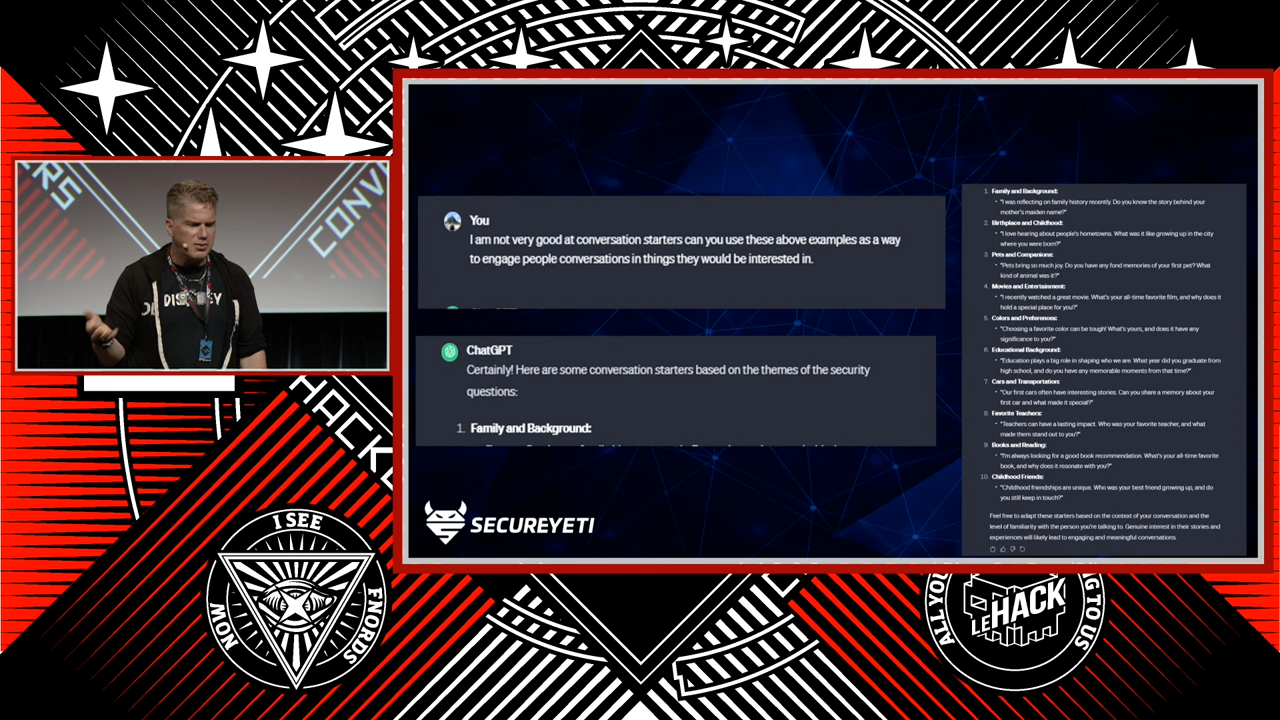 RS
CONV
DISNEY
HACKE
I SEE
FNORDS
NOW
You
I am not very good at conversation starters can you use these above examples as a way
to engage people conversations in things they would be interested in.
ChatGPT
Certainly! Here are some conversation starters based on the themes of the security
questions:
1. Family and Background:
SECUREYETI
1. Family and Background:
• "I was reflecting on family history recently. Do you know the story behind your
mother's maiden name?"
2. Birthplace and Childhood:
• "I love hearing about people's hometowns. What was it like growing up in the city
where you were born?"
3. Pets and Companions:
• "Pets bring so much joy. Do you have any fond memories of your first pet? What
kind of animal was it?"
4. Movies and Entertainment:
• "I recently watched a great movie. What's your all-time favorite film, and why does it
hold a special place for you?"
5. Colors and Preferences:
• "Choosing a favorite color can be tough! What's yours, and does it have any
significance to you?"
6. Educational Background:
• "Education plays a big role in shaping who we are. What year did you graduate from
high school, and do you have any memorable moments from that time?"
7. Cars and Transportation:
• "Our first cars often have interesting stories. Can you share a memory about your
first car and what made it special?"
8. Favorite Teachers:
• "Teachers can have a lasting impact. Who was your favorite teacher, and what
made them stand out to you?"
9. Books and Reading:
• "I'm always looking for a good book recommendation. What's your all-time favorite
book, and why does it resonate with you?"
10. Childhood Friends:
• "Childhood friendships are unique. Who was your best friend growing up, and do
you still keep in touch?"
Feel free to adapt these starters based on the context of your conversation and the
level of familiarity with the person you're talking to. Genuine interest in their stories and
experiences will likely lead to engaging and meaningful conversations.
ALL YOU
NG TO US
LEHACK